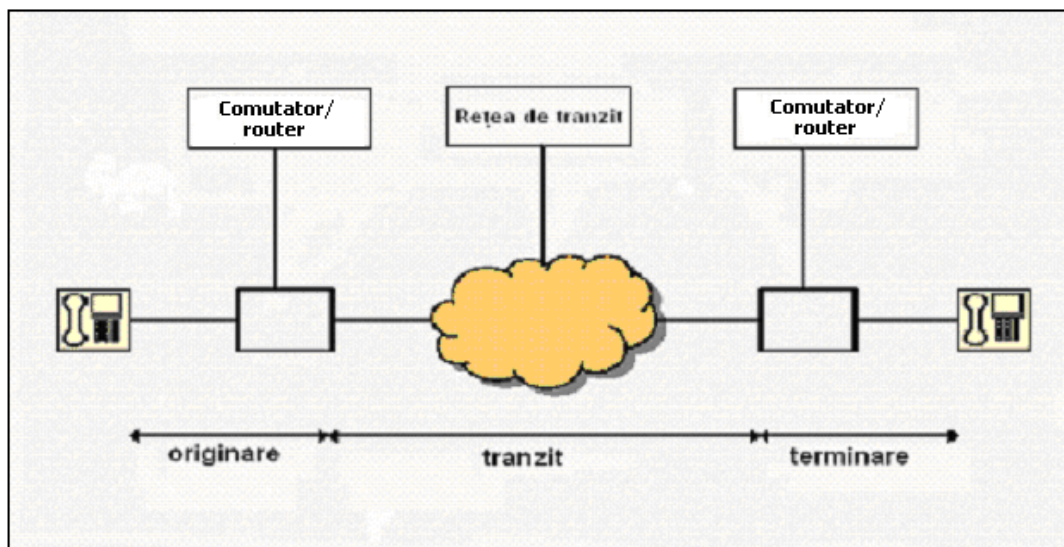 Comutator/
router
Rețea de tranzit
Comutator/
router
originare
tranzit
terminare